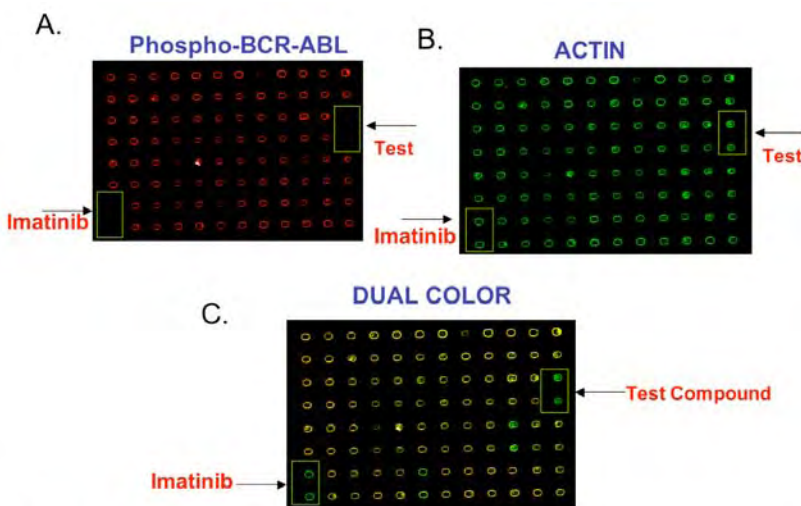 A.
Phospho-BCR-ABL
Test
Imatinib
B.
ACTIN
Test
Imatinib
DUAL COLOR
C.
Test Compound
Imatinib